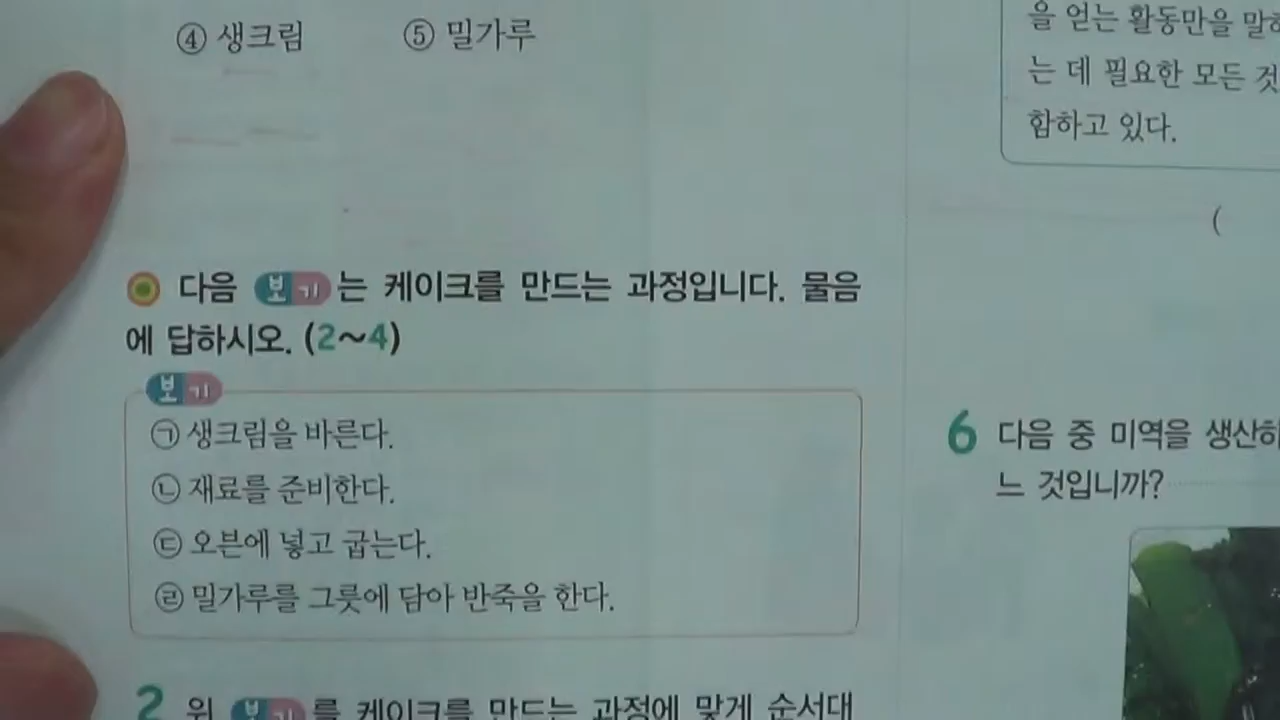 ④ 생크림 ⑤ 밀가루
다음 보기는 케이크를 만드는 과정입니다. 물음
에 답하시오. (2~4)
보기
㉠ 생크림을 바른다.
㉡ 재료를 준비한다.
㉢ 오븐에 넣고 굽는다.
㉣ 밀가루를 그릇에 담아 반죽을 한다.
2 위 보기를 케이크를 만드는 과정에 맞게 순서대
을 얻는 활동만을 말하
는 데 필요한 모든 것
함하고 있다.
(
6 다음 중 미역을 생산하
느 것입니까?